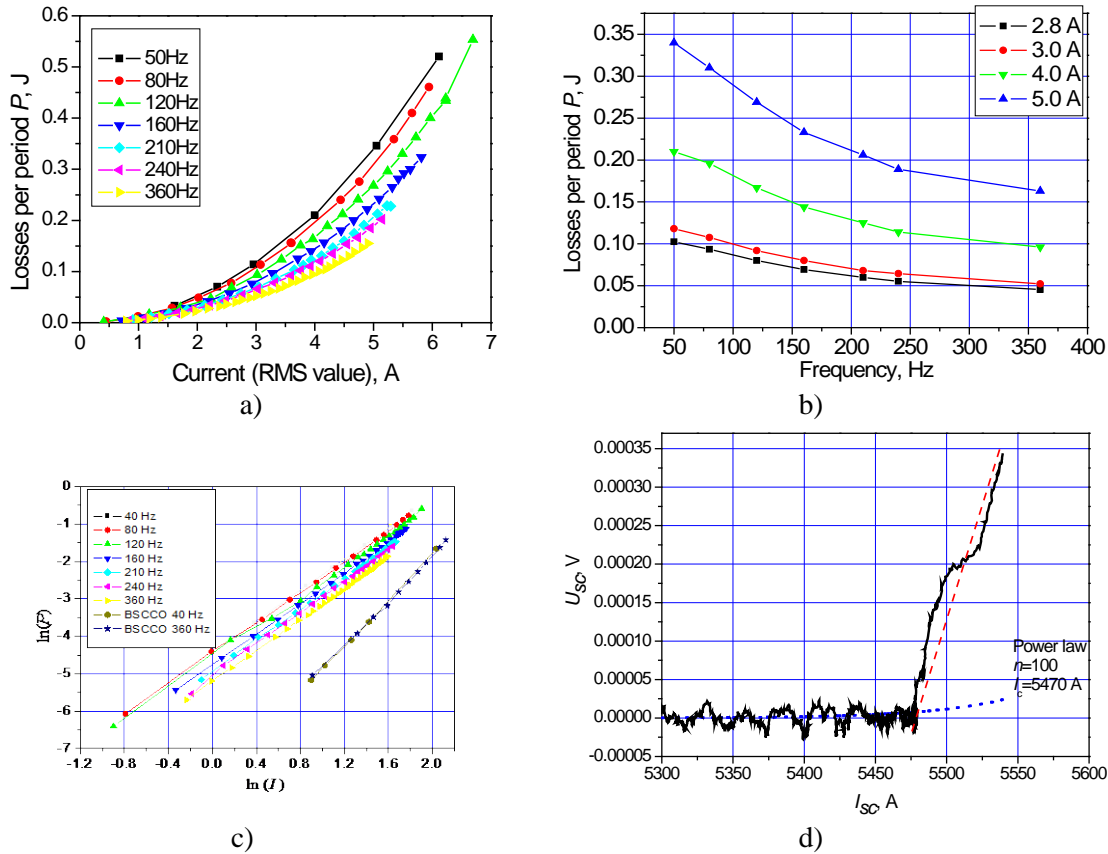 0.6
0.5
0.4
0.3
0.2
0.1
0.0
Losses per period P, J
50Hz
80Hz
120Hz
160Hz
210Hz
240Hz
360Hz
0 1 2 3 4 5 6 7
Current (RMS value), A
a)
0.35
0.30
0.25
0.20
0.15
0.10
0.05
0.00
Losses per period P, J
2.8 A
3.0 A
4.0 A
5.0 A
50 100 150 200 250 300 350 400
Frequency, Hz
b)
0
-1
-2
-3
-4
-5
-6
-7
ln(P)
40 Hz
80 Hz
120 Hz
160 Hz
210 Hz
240 Hz
360 Hz
BSCCO 40 Hz
BSCCO 360 Hz
-1.2 -0.8 -0.4 0.0 0.4 0.8 1.2 1.6 2.0
ln (I)
c)
0.00035
0.00030
0.00025
0.00020
0.00015
0.00010
0.00005
0.00000
-0.00005
USC, V
Power law
n=100
Ic=5470 A
5300 5350 5400 5450 5500 5550 5600
ISC, A
d)